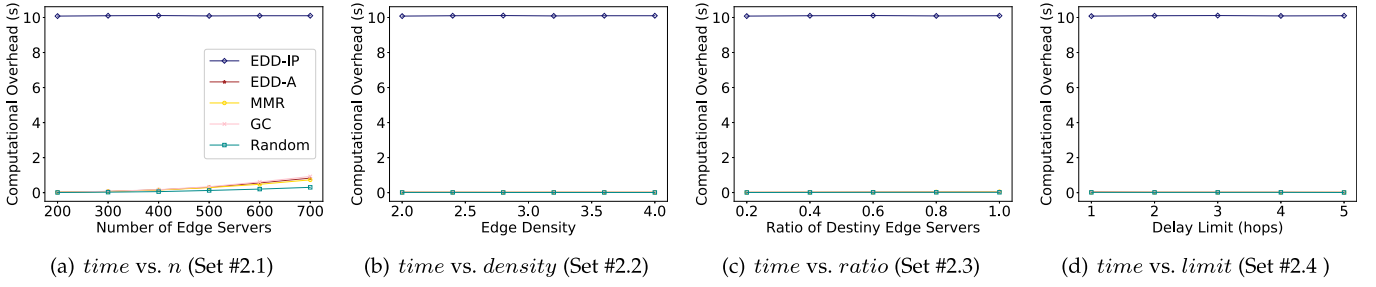 Computational Overhead (s)
10
8
6
4
2
0
EDD-IP
EDD-A
MMR
GC
Random
200 300 400 500 600 700
Number of Edge Servers
(a) time vs. n (Set #2.1)
Computational Overhead (s)
10
8
6
4
2
0
2.0 2.4 2.8 3.2 3.6 4.0
Edge Density
(b) time vs. density (Set #2.2)
Computational Overhead (s)
10
8
6
4
2
0
0.2 0.4 0.6 0.8 1.0
Ratio of Destiny Edge Servers
(c) time vs. ratio (Set #2.3)
Computational Overhead (s)
10
8
6
4
2
0
1 2 3 4 5
Delay Limit (hops)
(d) time vs. limit (Set #2.4 )